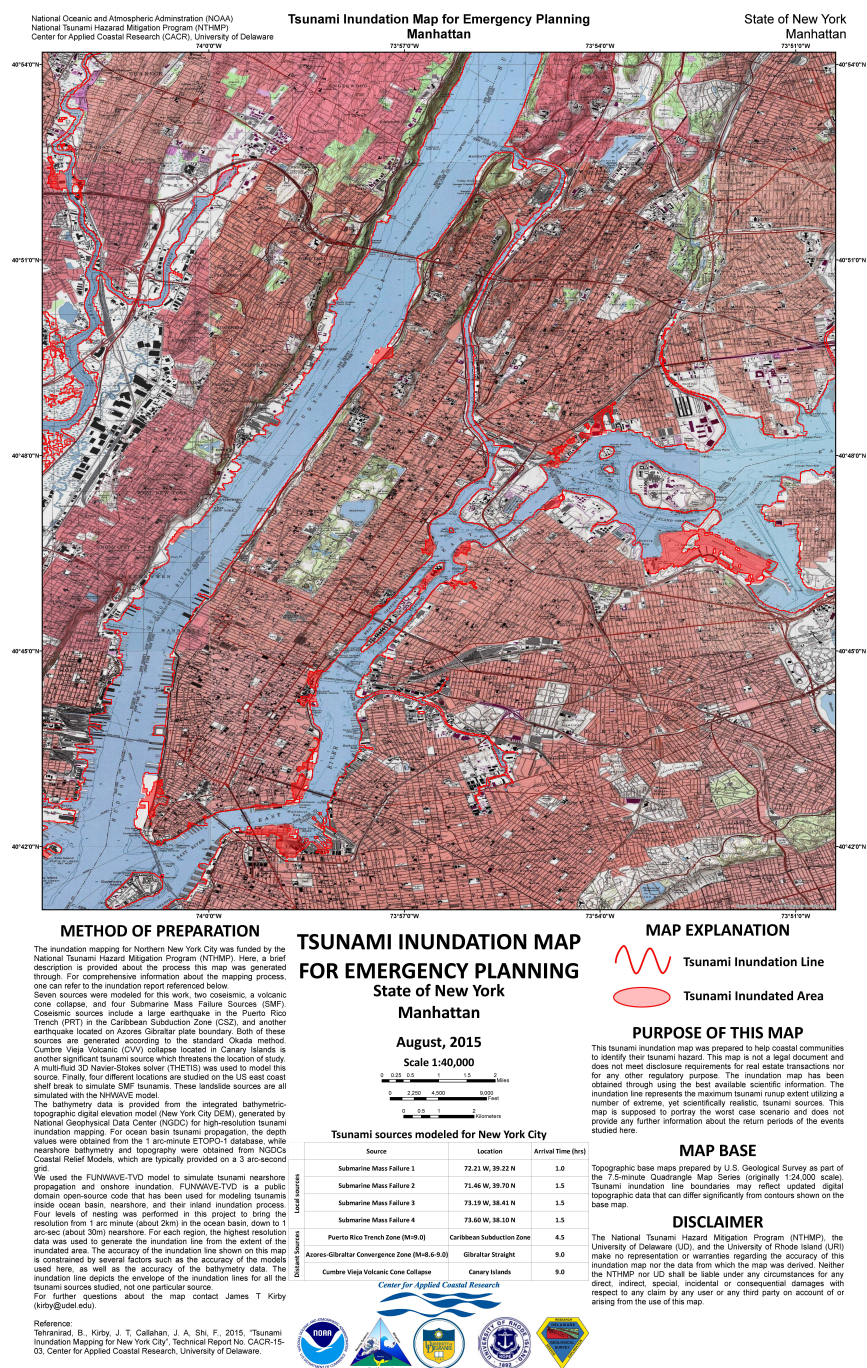 National Oceanic and Atmospheric Adminstration (NOAA)
National Tsunami Hazarad Mitigation Program (NTHMP)
Center for Applied Coastal Research (CACR), University of Delaware
Tsunami Inundation Map for Emergency Planning
Manhattan
State of New York
Manhattan
74°0'0"W
73°57'0"W
73°54'0"W
73°51'0"W
40°54'0"N
40°54'0"N
40°51'0"N
40°51'0"N
40°48'0"N
40°48'0"N
40°45'0"N
40°45'0"N
40°42'0"N
40°42'0"N
74°0'0"W
73°57'0"W
73°54'0"W
73°51'0"W
METHOD OF PREPARATION
The inundation mapping for Northern New York City was funded by the
National Tsunami Hazard Mitigation Program (NTHMP). Here, a brief
description is provided about the process this map was generated
through. For comprehensive information about the mapping process,
one can refer to the inundation report referenced below.
Seven sources were modeled for this work, two coseismic, a volcanic
cone collapse, and four Submarine Mass Failure Sources (SMF).
Coseismic sources include a large earthquake in the Puerto Rico
Trench (PRT) in the Caribbean Subduction Zone (CSZ), and another
earthquake located on Azores Gibraltar plate boundary. Both of these
sources are generated according to the standard Okada method.
Cumbre Vieja Volcanic (CVV) collapse located in Canary Islands is
another significant tsunami source which threatens the location of study.
A multi-fluid 3D Navier-Stokes solver (THETIS) was used to model this
source. Finally, four different locations are studied on the US east coast
shelf break to simulate SMF tsunamis. These landslide sources are all
simulated with the NHWAVE model.
The bathymetry data is provided from the integrated bathymetric-
topographic digital elevation model (New York City DEM), generated by
National Geophysical Data Center (NGDC) for high-resolution tsunami
inundation mapping. For ocean basin tsunami propagation, the depth
values were obtained from the 1 arc-minute ETOPO-1 database, while
nearshore bathymetry and topography were obtained from NGDCs
Coastal Relief Models, which are typically provided on a 3 arc-second
grid.
We used the FUNWAVE-TVD model to simulate tsunami nearshore
propagation and onshore inundation. FUNWAVE-TVD is a public
domain open-source code that has been used for modeling tsunamis
inside ocean basin, nearshore, and their inland inundation process.
Four levels of nesting were performed in this project to bring the
resolution from 1 arc minute (about 2km) in the ocean basin, down to 1
arc-sec (about 30m) nearshore. For each region, the highest resolution
data was used to generate the inundation line from the extent of the
inundated area. The accuracy of the inundation line shown on this map
is constrained by several factors such as the accuracy of the models
used here, as well as the accuracy of the bathymetry data. The
inundation line depicts the envelope of the inundation lines for all the
tsunami sources studied, not one particular source.
For further questions about the map contact James T Kirby
(kirby@udel.edu).
Reference:
Tehranirad, B., Kirby, J. T, Callahan, J. A, Shi, F., 2015, "Tsunami
Inundation Mapping for New York City", Technical Report No. CACR-15-
03, Center for Applied Coastal Research, University of Delaware.
TSUNAMI INUNDATION MAP
FOR EMERGENCY PLANNING
State of New York
Manhattan
August, 2015
Scale 1:40,000
0 0.25 0.5 1 1.5 2
Miles
0 2,250 4,500 9,000
Feet
0 0.5 1 2
Kilometers
Tsunami sources modeled for New York City
Source Location Arrival Time (hrs)
Local sources
Submarine Mass Failure 1 72.21 W, 39.22 N 1.0
Submarine Mass Failure 2 71.46 W, 39.70 N 1.5
Submarine Mass Failure 3 73.19 W, 38.41 N 1.5
Submarine Mass Failure 4 73.60 W, 38.10 N 1.5
Distant Sources
Puerto Rico Trench Zone (M=9.0) Caribbean Subduction Zone 4.5
Azores-Gibraltar Convergence Zone (M=8.6-9.0) Gibraltar Straight 9.0
Cumbre Vieja Volcanic Cone Collapse Canary Islands 9.0
Center for Applied Coastal Research
NOAA
UNIVERSITY OF RHODE ISLAND
1892
MAP EXPLANATION
Tsunami Inundation Line
Tsunami Inundated Area
PURPOSE OF THIS MAP
This tsunami inundation map was prepared to help coastal communities
to identify their tsunami hazard. This map is not a legal document and
does not meet disclosure requirements for real estate transactions nor
for any other regulatory purpose. The inundation map has been
obtained through using the best available scientific information. The
inundation line represents the maximum tsunami runup extent utilizing a
number of extreme, yet scientifically realistic, tsunami sources. This
map is supposed to portray the worst case scenario and does not
provide any further information about the return periods of the events
studied here.
MAP BASE
Topographic base maps prepared by U.S. Geological Survey as part of
the 7.5-minute Quadrangle Map Series (originally 1:24,000 scale).
Tsunami inundation line boundaries may reflect updated digital
topographic data that can differ significantly from contours shown on the
base map.
DISCLAIMER
The National Tsunami Hazard Mitigation Program (NTHMP), the
University of Delaware (UD), and the University of Rhode Island (URI)
make no representation or warranties regarding the accuracy of this
inundation map nor the data from which the map was derived. Neither
the NTHMP nor UD shall be liable under any circumstances for any
direct, indirect, special, incidental or consequential damages with
respect to any claim by any user or any third party on account of or
arising from the use of this map.